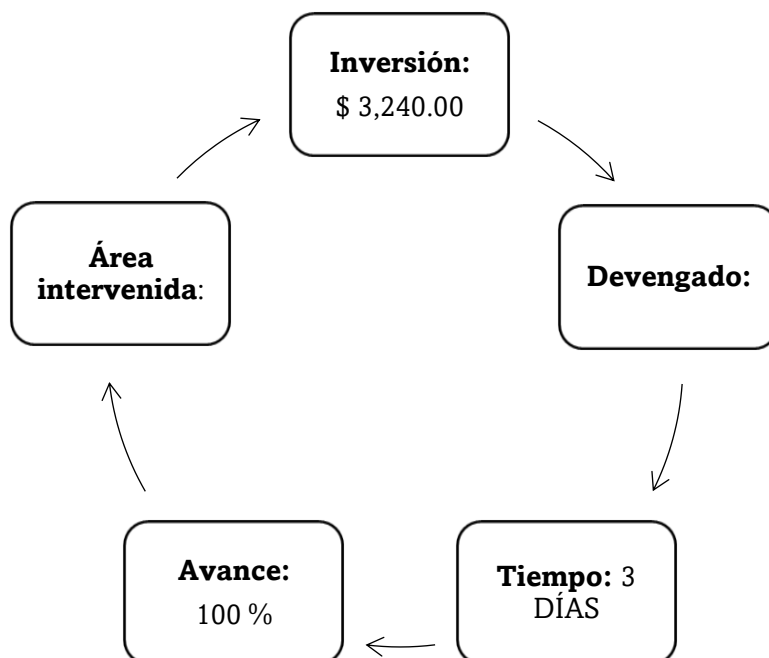 Inversión:
$ 3,240.00
Devengado:
Tiempo: 3
DÍAS
Avance:
100 %
Área
intervenida: